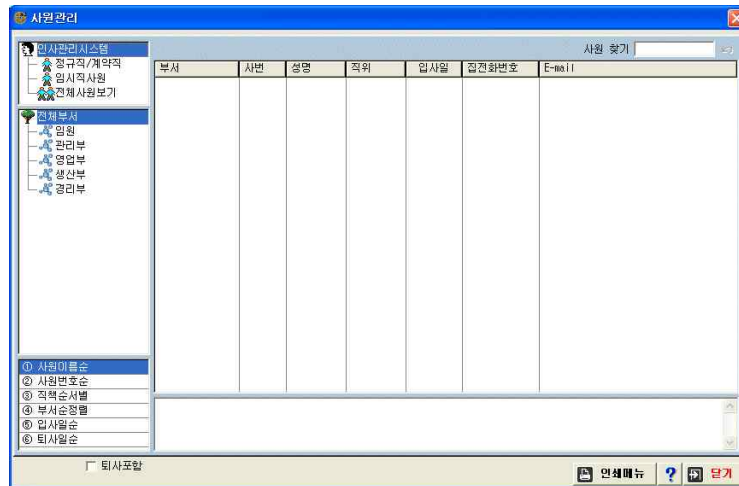 사원관리
인사관리시스템
정규직/계약직
임시직사원
전체사원보기
사원 찾기
부서 사번 성명 직위 입사일 집전화번호 E-mail
전체부서
임원
관리부
영업부
생산부
경리부
① 사원이름순
② 사원번호순
③ 직책순서별
④ 부서순정렬
⑤ 입사일순
⑥ 퇴사일순
퇴사포함
인쇄메뉴 ? 닫기